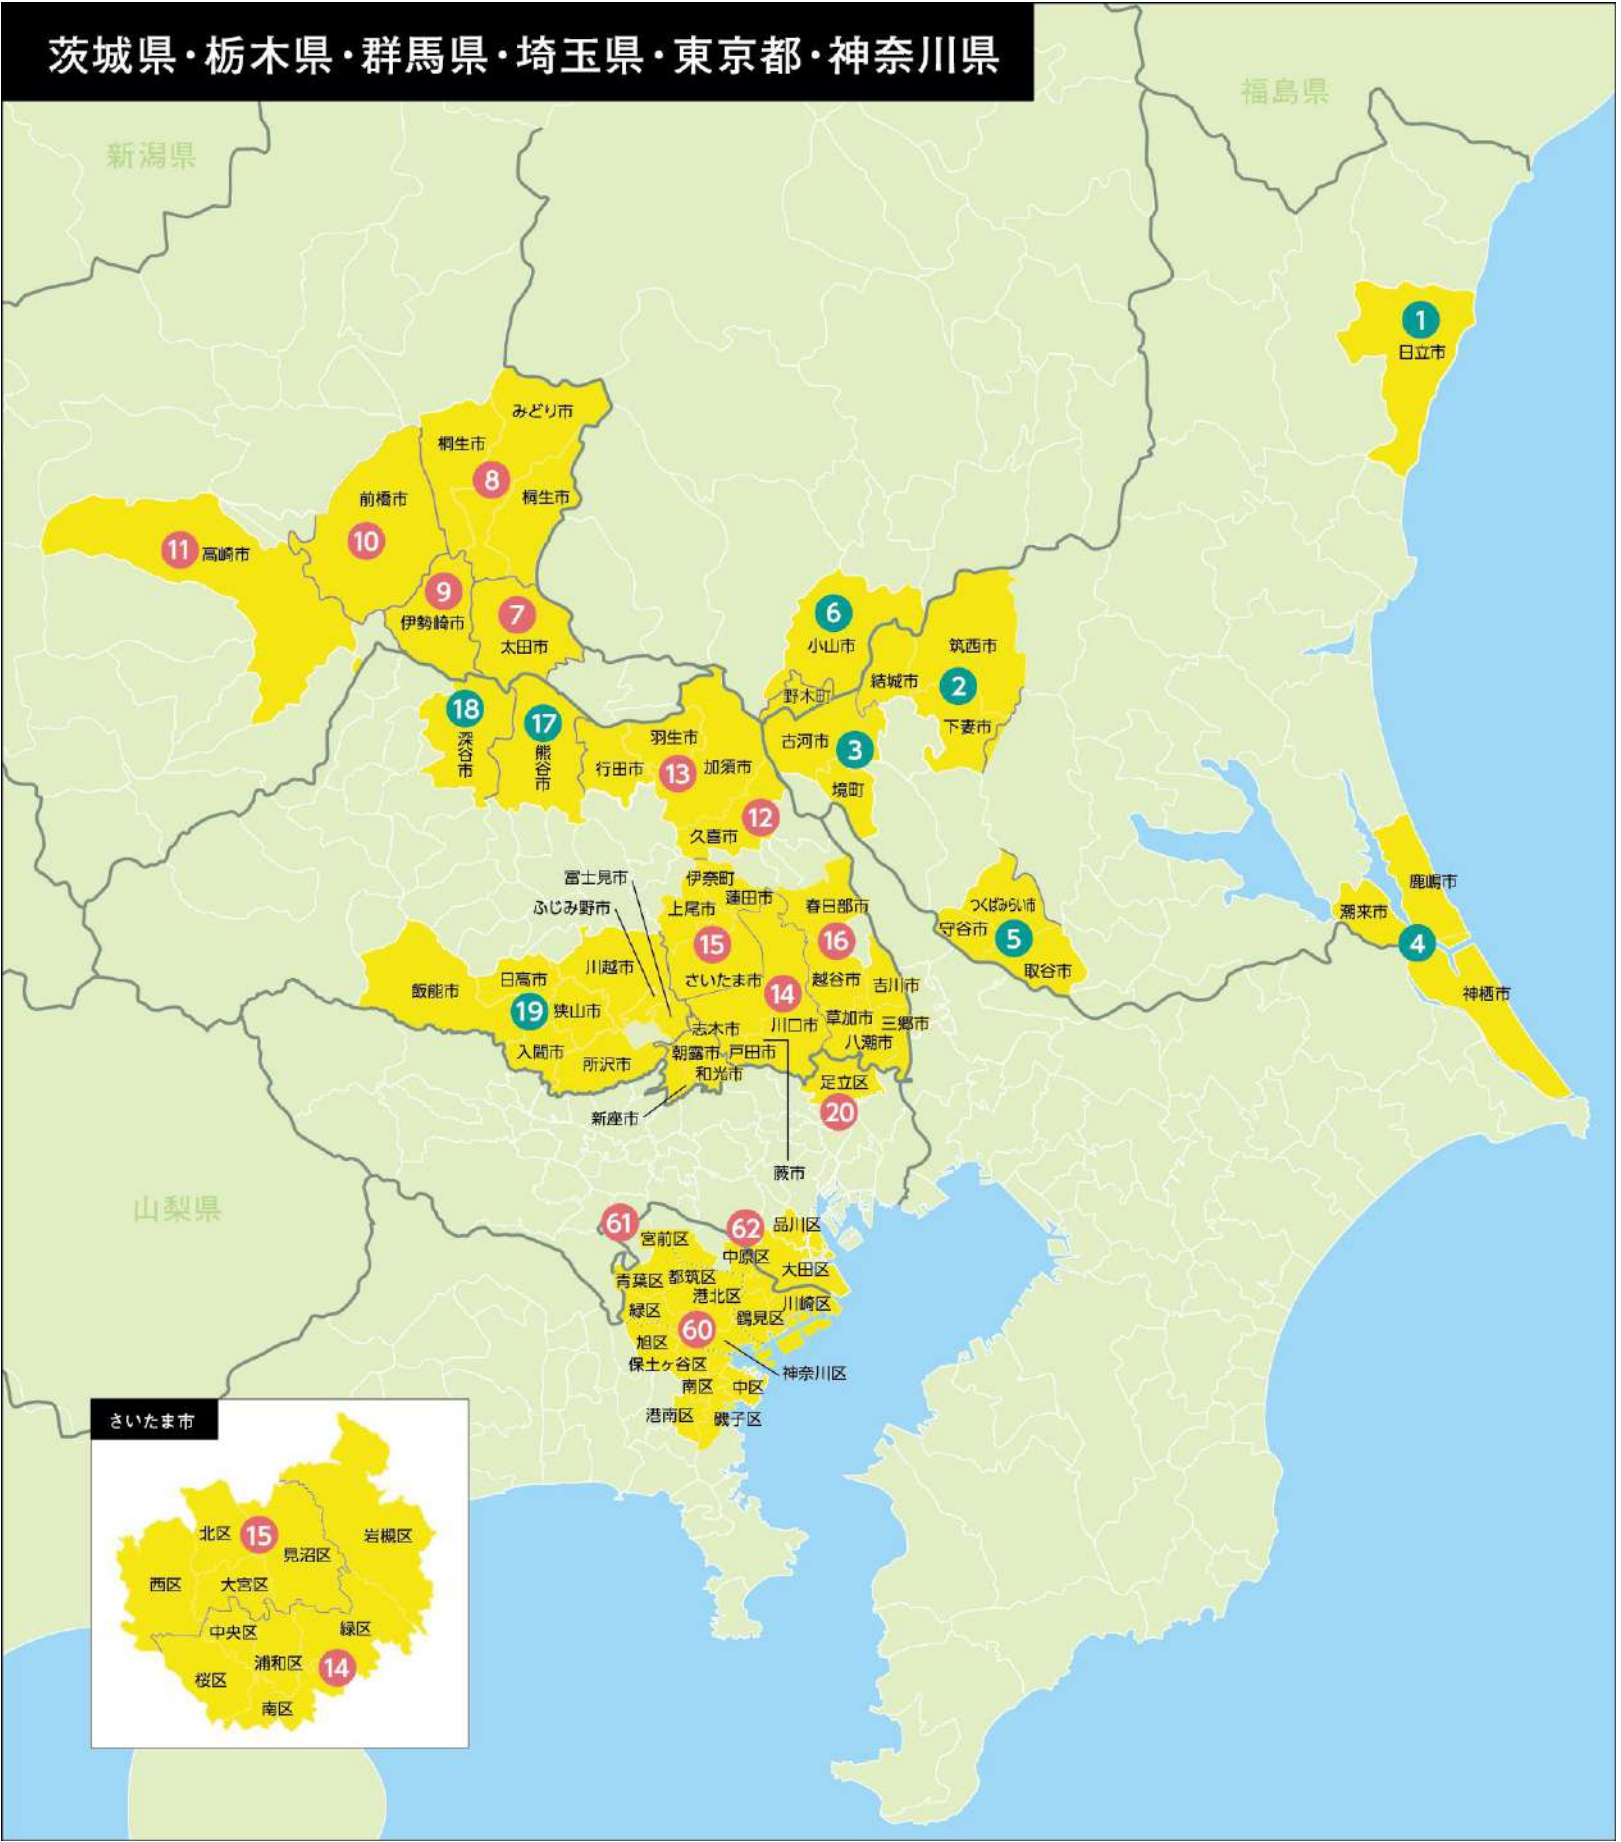 茨城県・栃木県・群馬県・埼玉県・東京都・神奈川県
福島県
新潟県
1
日立市
みどり市
桐生市
8
桐生市
前橋市
10
11 高崎市
9
伊勢崎市
7
太田市
6
小山市
野木町
結城市
筑西市
2
下妻市
古河市
3
境町
18
深谷市
17
熊谷市
羽生市
行田市
13
加須市
12
久喜市
富士見市
ふじみ野市
伊奈町
蓮田市
上尾市
15
さいたま市
14
川口市
春日部市
16
越谷市
吉川市
草加市
三郷市
八潮市
つくばみらい市
守谷市
5
取谷市
鹿嶋市
潮来市
4
神栖市
飯能市
日高市
川越市
19
狭山市
入間市
所沢市
志木市
朝霞市
戸田市
和光市
新座市
足立区
20
蕨市
山梨県
61
宮前区
62
品川区
中原区
大田区
青葉区
都筑区
港北区
川崎区
鶴見区
緑区
60
旭区
保土ヶ谷区
神奈川区
南区
中区
港南区
磯子区
さいたま市
北区
15
見沼区
岩槻区
西区
大宮区
中央区
緑区
浦和区
14
桜区
南区